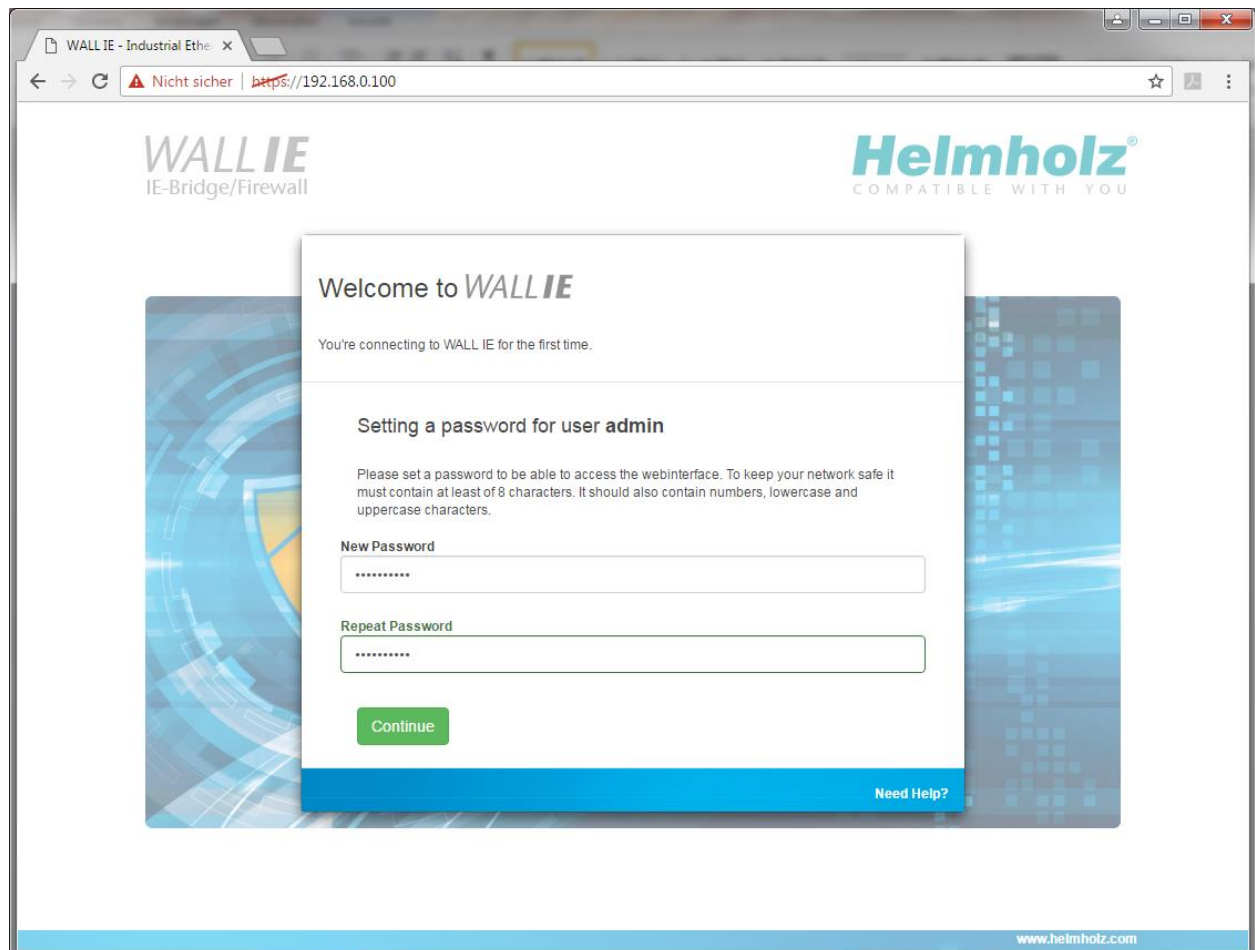 WALL IE - Industrial Ethe
Nicht sicher | https://192.168.0.100
WALL IE
IE-Bridge/Firewall
Helmholz®
COMPATIBLE WITH YOU
Welcome to WALL IE
You're connecting to WALL IE for the first time.
Setting a password for user admin
Please set a password to be able to access the webinterface. To keep your network safe it
must contain at least of 8 characters. It should also contain numbers, lowercase and
uppercase characters.
New Password
••••••••••
Repeat Password
••••••••••
Continue
Need Help?
www.helmholz.com